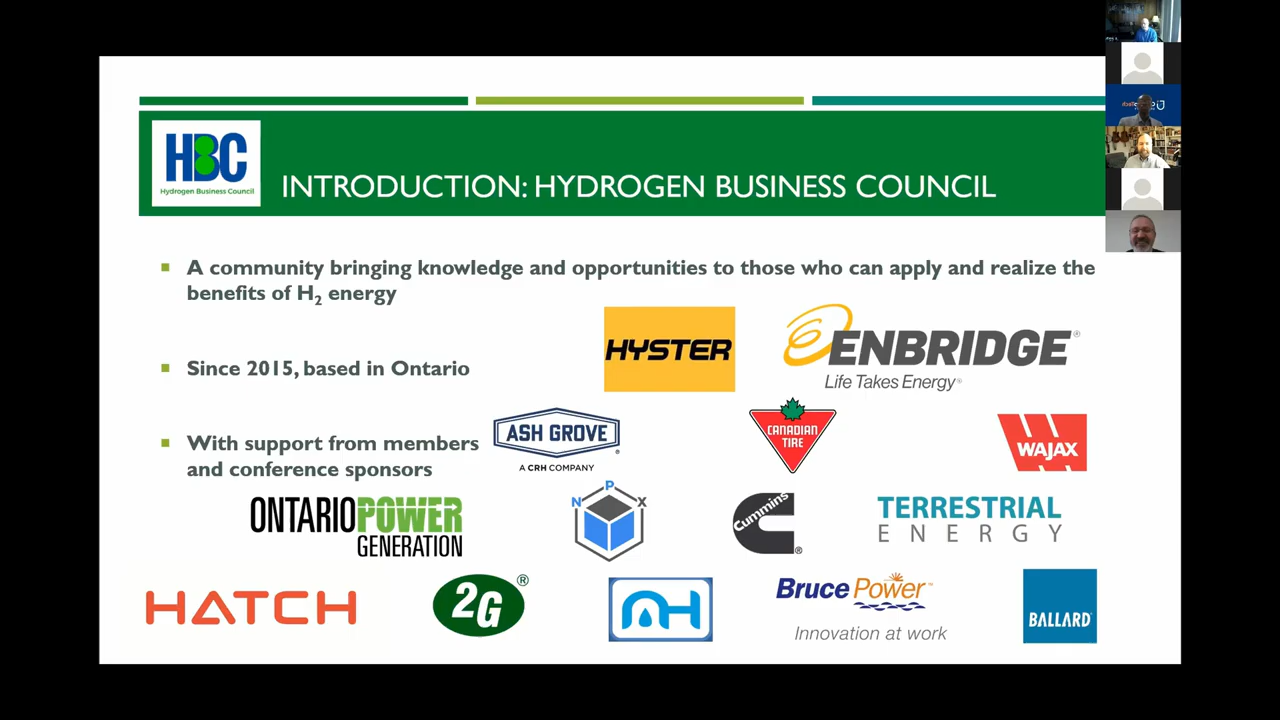 HBC
Hydrogen Business Council
INTRODUCTION: HYDROGEN BUSINESS COUNCIL
A community bringing knowledge and opportunities to those who can apply and realize the
benefits of H2 energy
HYSTER
ENBRIDGE®
Life Takes Energy®
Since 2015, based in Ontario
With support from members
and conference sponsors
ASH GROVE®
A CRH COMPANY
CANADIAN
TIRE
WAJAX
ONTARIOPOWER
GENERATION
N P X
Cummins®
TERRESTRIAL
ENERGY
HATCH
2G®
Bruce Power™
Innovation at work
BALLARD